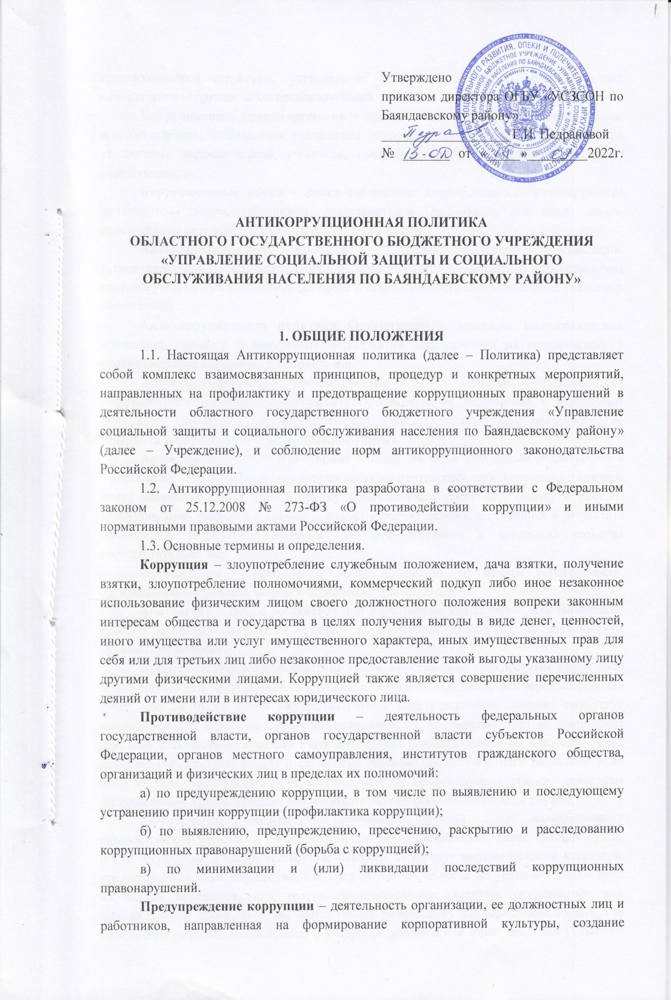 Утверждено
приказом директора ОГБУ «УСЗСОН по
Баяндаевскому району»
Г.И. Педрановой
№ 13-ОД от « » 2022г.
АНТИКОРРУПЦИОННАЯ ПОЛИТИКА
ОБЛАСТНОГО ГОСУДАРСТВЕННОГО БЮДЖЕТНОГО УЧРЕЖДЕНИЯ
«УПРАВЛЕНИЕ СОЦИАЛЬНОЙ ЗАЩИТЫ И СОЦИАЛЬНОГО
ОБСЛУЖИВАНИЯ НАСЕЛЕНИЯ ПО БАЯНДАЕВСКОМУ РАЙОНУ»
1. ОБЩИЕ ПОЛОЖЕНИЯ
1.1. Настоящая Антикоррупционная политика (далее – Политика) представляет
собой комплекс взаимосвязанных принципов, процедур и конкретных мероприятий,
направленных на профилактику и предотвращение коррупционных правонарушений в
деятельности областного государственного бюджетного учреждения «Управление
социальной защиты и социального обслуживания населения по Баяндаевскому району»
(далее – Учреждение), и соблюдение норм антикоррупционного законодательства
Российской Федерации.
1.2. Антикоррупционная политика разработана в соответствии с Федеральном
законом от 25.12.2008 № 273-ФЗ «О противодействии коррупции» и иными
нормативными правовыми актами Российской Федерации.
1.3. Основные термины и определения.
Коррупция – злоупотребление служебным положением, дача взятки, получение
взятки, злоупотребление полномочиями, коммерческий подкуп либо иное незаконное
использование физическим лицом своего должностного положения вопреки законным
интересам общества и государства в целях получения выгоды в виде денег, ценностей,
иного имущества или услуг имущественного характера, иных имущественных прав для
себя или для третьих лиц либо незаконное предоставление такой выгоды указанному лицу
другими физическими лицами. Коррупцией также является совершение перечисленных
деяний от имени или в интересах юридического лица.
Противодействие коррупции – деятельность федеральных органов
государственной власти, органов государственной власти субъектов Российской
Федерации, органов местного самоуправления, институтов гражданского общества,
организаций и физических лиц в пределах их полномочий:
а) по предупреждению коррупции, в том числе по выявлению и последующему
устранению причин коррупции (профилактика коррупции);
б) по выявлению, предупреждению, пресечению, раскрытию и расследованию
коррупционных правонарушений (борьба с коррупцией);
в) по минимизации и (или) ликвидации последствий коррупционных
правонарушений.
Предупреждение коррупции – деятельность организации, ее должностных лиц и
работников, направленная на формирование корпоративной культуры, создание